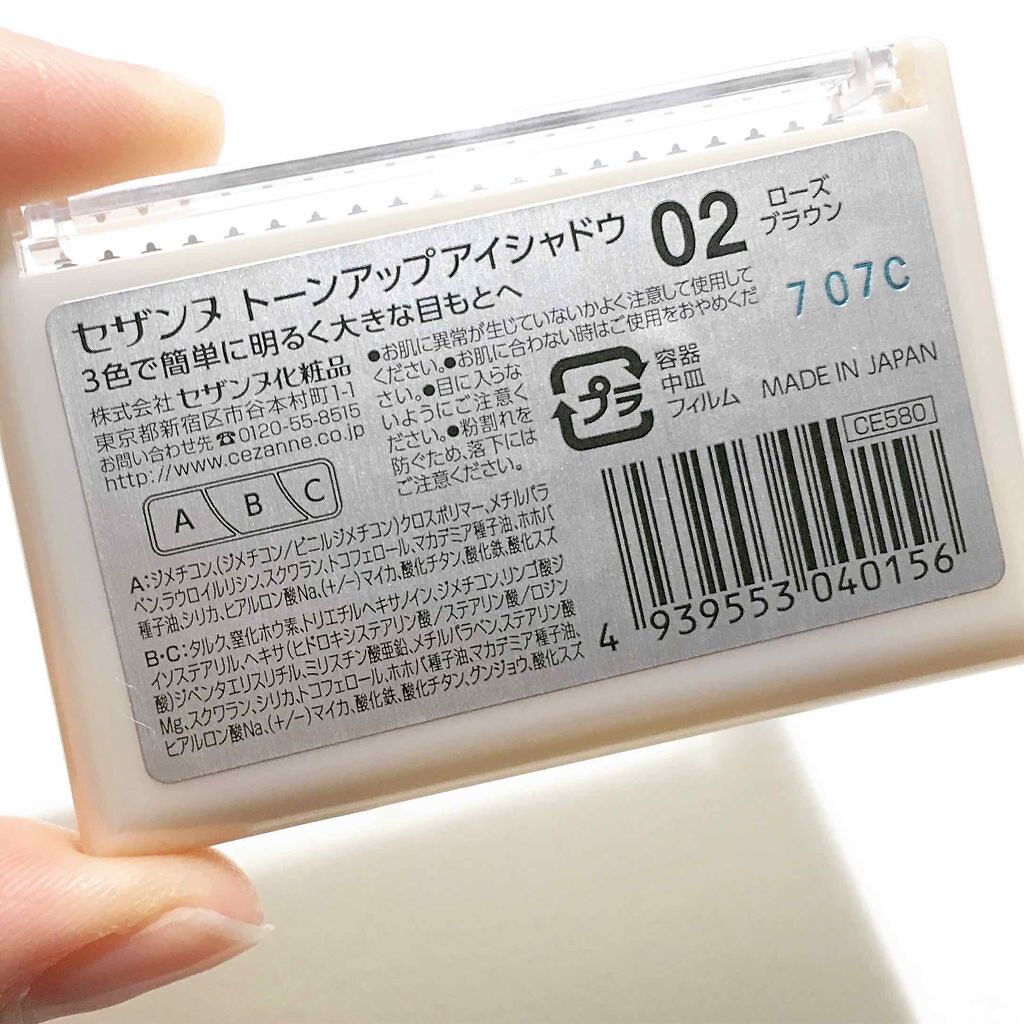 セザンヌ トーンアップアイシャドウ 02 ローズ
ブラウン
3色で簡単に明るく大きな目もとへ
707C
株式会社 セザンヌ化粧品
東京都新宿区市谷本村町1-1
お問い合わせ先☎0120-55-8515
http://www.cezanne.co.jp
●お肌に異常が生じていないかよく注意して使用して
ください。●お肌に合わない時はご使用をおやめくだ
さい。●目に入らな
いようにご注意く
ださい。●粉割れを
防ぐため、落下には
ご注意ください。
プラ
容器
中皿
フィルム
MADE IN JAPAN
CE580
A B C
A:ジメチコン、(ジメチコン/ビニルジメチコン)クロスポリマー、メチルパラ
ベン、ラウロイルリシン、スクワラン、トコフェロール、マカデミア種子油、ホホバ
種子油、シリカ、ヒアルロン酸Na、(+/-)マイカ、酸化チタン、酸化鉄、酸化スズ
B・C:タルク、窒化ホウ素、トリエチルヘキサノイン、ジメチコン、リンゴ酸ジ
イソステアリル、ヘキサ(ヒドロキシステアリン酸/ステアリン酸/ロジン
酸)ジペンタエリスリチル、ミリスチン酸亜鉛、メチルパラベン、ステアリン酸
Mg、スクワラン、シリカ、トコフェロール、ホホバ種子油、マカデミア種子油、
ヒアルロン酸Na、(+/-)マイカ、酸化鉄、酸化チタン、グンジョウ、酸化スズ
4 939553 040156